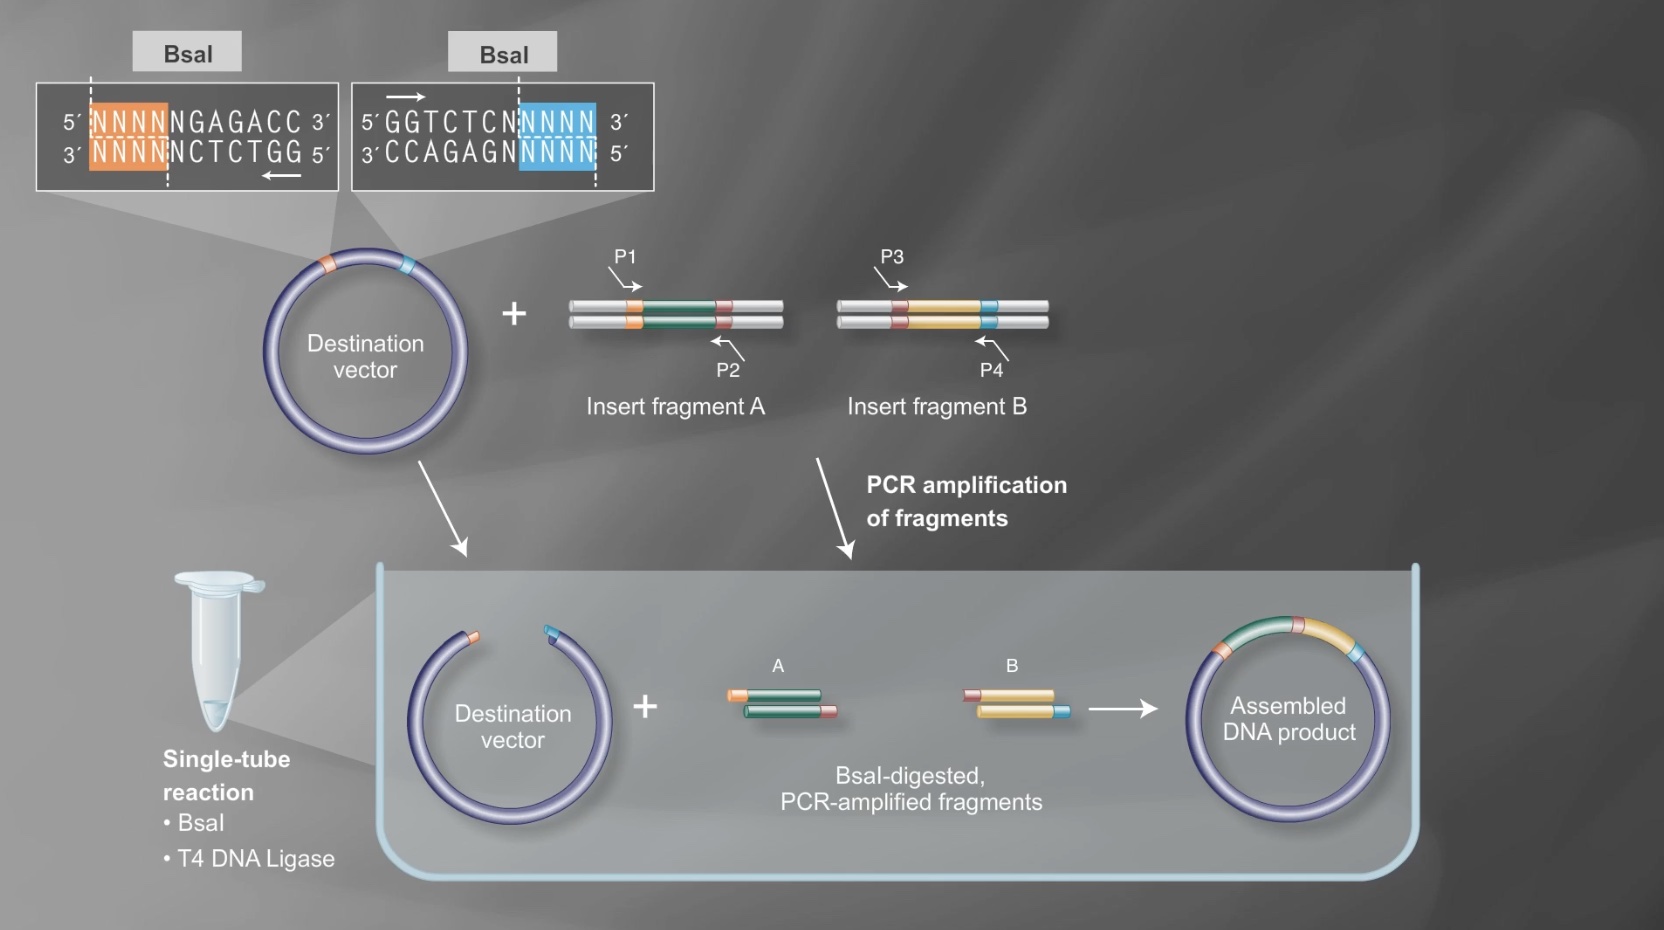 BsaI
BsaI
5´ NNNNNGAGACC 3´
3´ NNNNNCTCTGG 5´
5´ GGTCTCNNNNN 3´
3´ CCAGAGNNNNN 5´
P1
P3
Destination
vector
+
P2
P4
Insert fragment A
Insert fragment B
PCR amplification
of fragments
A
B
Destination
vector
+
Assembled
DNA product
BsaI-digested,
PCR-amplified fragments
Single-tube
reaction
• BsaI
• T4 DNA Ligase